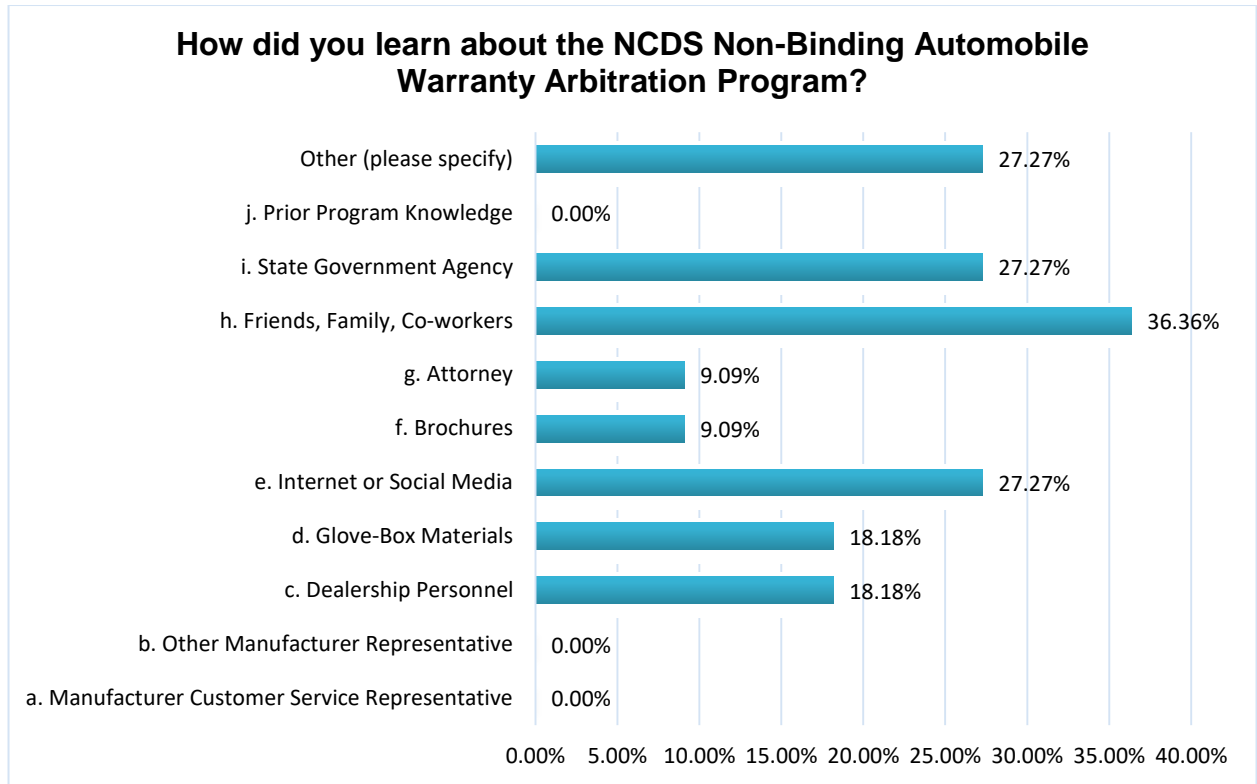 How did you learn about the NCDS Non-Binding Automobile
Warranty Arbitration Program?
Other (please specify) 27.27%
j. Prior Program Knowledge 0.00%
i. State Government Agency 27.27%
h. Friends, Family, Co-workers 36.36%
g. Attorney 9.09%
f. Brochures 9.09%
e. Internet or Social Media 27.27%
d. Glove-Box Materials 18.18%
c. Dealership Personnel 18.18%
b. Other Manufacturer Representative 0.00%
a. Manufacturer Customer Service Representative 0.00%
0.00% 5.00% 10.00% 15.00% 20.00% 25.00% 30.00% 35.00% 40.00%